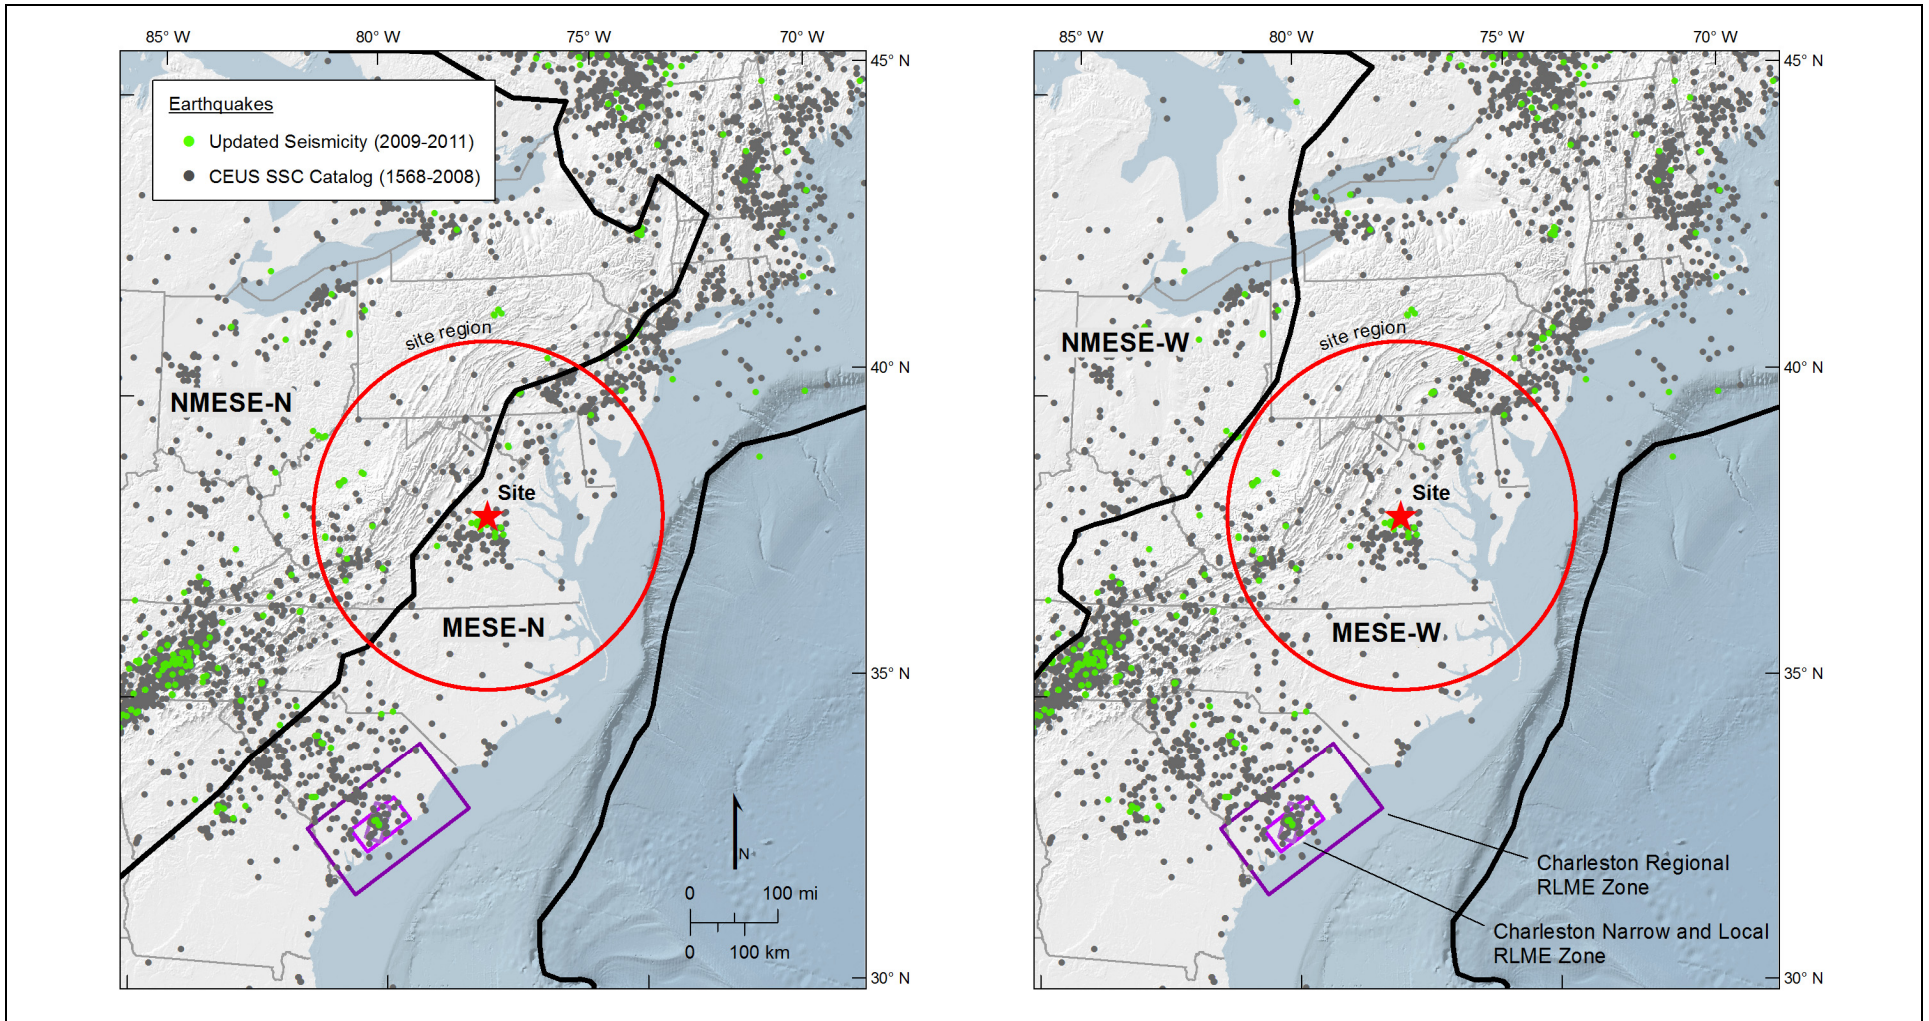 85° W
80° W
75° W
70° W
45° N
Earthquakes
Updated Seismicity (2009-2011)
CEUS SSC Catalog (1568-2008)
site region
40° N
NMESE-N
Site
MESE-N
35° N
N
0
100 mi
0
100 km
30° N
85° W
80° W
75° W
70° W
45° N
NMESE-W
site region
40° N
Site
MESE-W
35° N
Charleston Regional
RLME Zone
Charleston Narrow and Local
RLME Zone
30° N